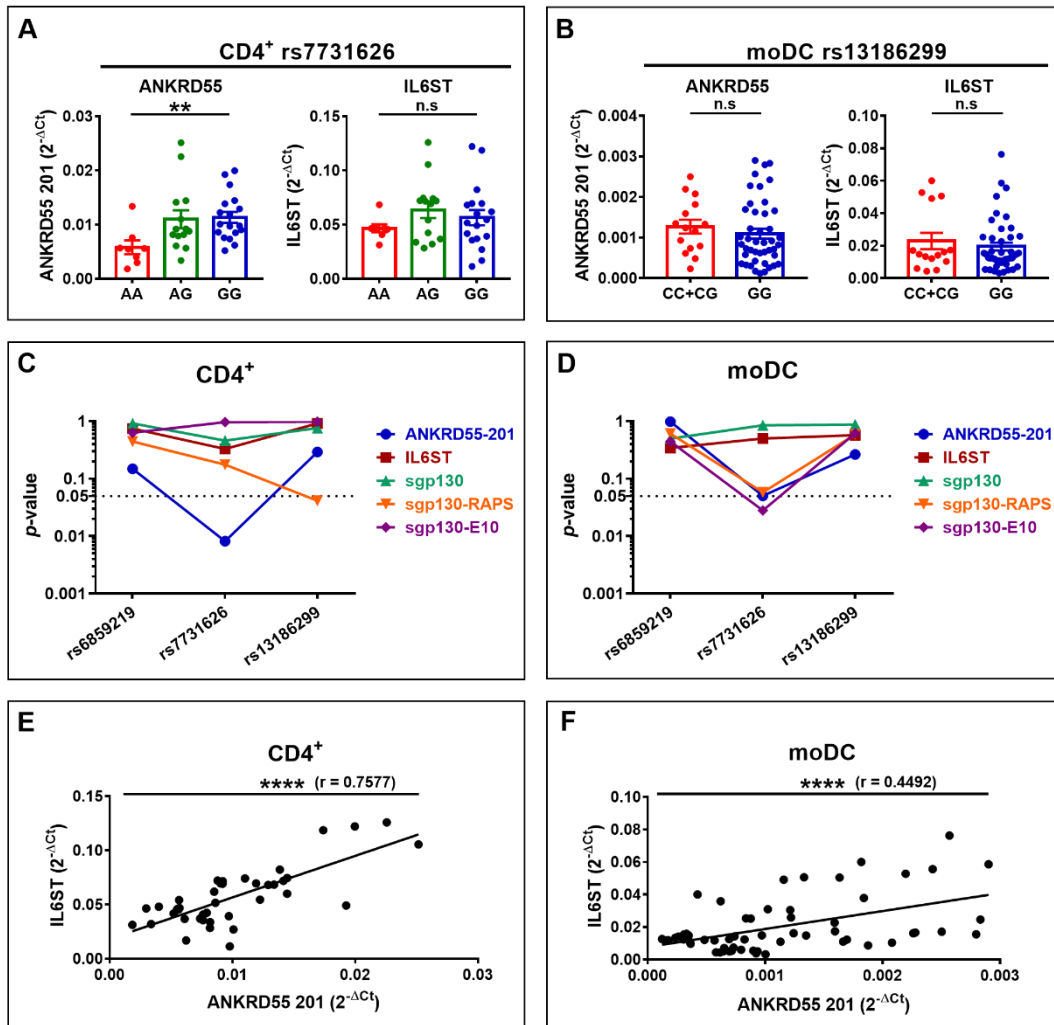 A
CD4⁺ rs7731626
ANKRD55
**
ANKRD55 201 (2^-ΔCt)
0.03
0.02
0.01
0.00
AA AG GG
IL6ST
n.s
IL6ST (2^-ΔCt)
0.15
0.10
0.05
0.00
AA AG GG
B
moDC rs13186299
ANKRD55
n.s
ANKRD55 201 (2^-ΔCt)
0.004
0.003
0.002
0.001
0.000
CC+CG GG
IL6ST
n.s
IL6ST (2^-ΔCt)
0.10
0.08
0.06
0.04
0.02
0.00
CC+CG GG
C
CD4⁺
p-value
1
0.1
0.05
0.01
0.001
rs6859219 rs7731626 rs13186299
ANKRD55-201
IL6ST
sgp130
sgp130-RAPS
sgp130-E10
D
moDC
p-value
1
0.1
0.05
0.01
0.001
rs6859219 rs7731626 rs13186299
ANKRD55-201
IL6ST
sgp130
sgp130-RAPS
sgp130-E10
E
CD4⁺
**** (r = 0.7577)
IL6ST (2^-ΔCt)
0.15
0.10
0.05
0.00
0.00 0.01 0.02 0.03
ANKRD55 201 (2^-ΔCt)
F
moDC
**** (r = 0.4492)
IL6ST (2^-ΔCt)
0.10
0.08
0.06
0.04
0.02
0.00
0.000 0.001 0.002 0.003
ANKRD55 201 (2^-ΔCt)